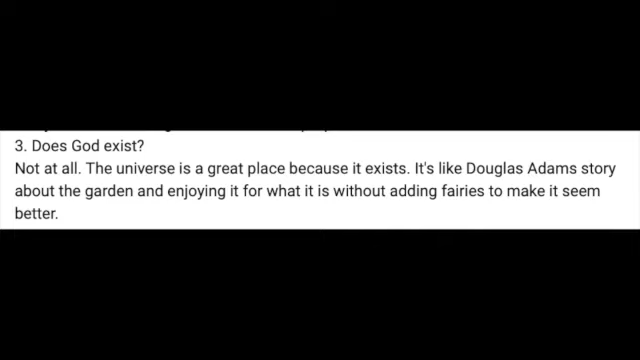 3. Does God exist?
Not at all. The universe is a great place because it exists. It's like Douglas Adams story
about the garden and enjoying it for what it is without adding fairies to make it seem
better.